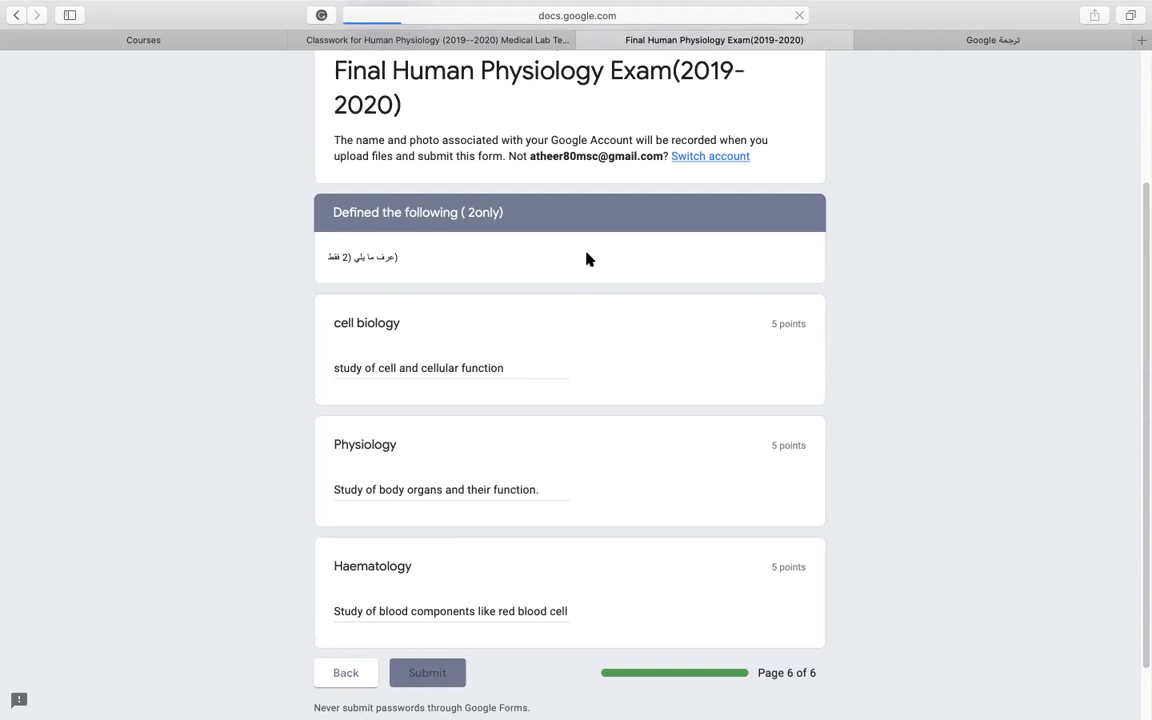 docs.google.com
Courses
Classwork for Human Physiology (2019--2020) Medical Lab Te...
Final Human Physiology Exam(2019-2020)
ترجمة Google
Final Human Physiology Exam(2019-
2020)
The name and photo associated with your Google Account will be recorded when you
upload files and submit this form. Not atheer80msc@gmail.com? Switch account
Defined the following ( 2only)
عرف ما يلي (2 فقط)
cell biology
5 points
study of cell and cellular function
Physiology
5 points
Study of body organs and their function.
Haematology
5 points
Study of blood components like red blood cell
Back
Submit
Page 6 of 6
Never submit passwords through Google Forms.